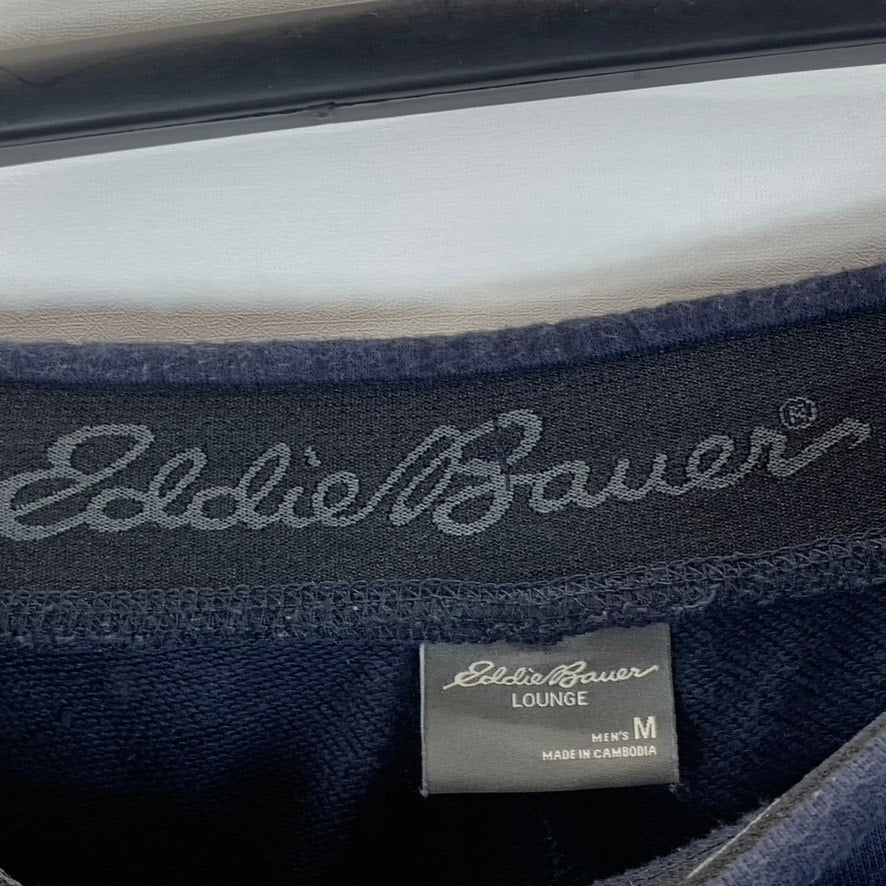 Eddie Bauer®
Eddie Bauer
LOUNGE
MEN'S M
MADE IN CAMBODIA